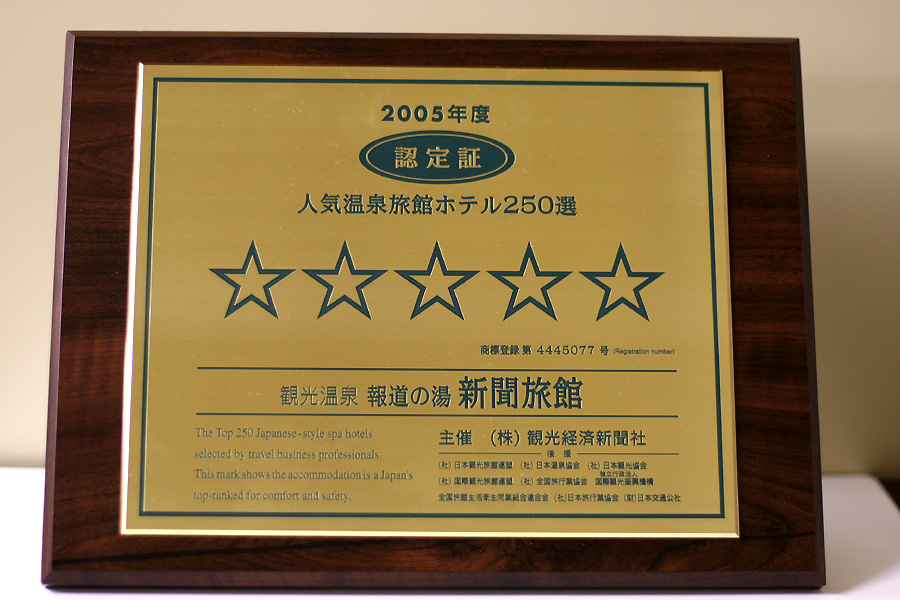 2005年度
認定証
人気温泉旅館ホテル250選
商標登録 第 4445077 号 (Registration number)
観光温泉 報道の湯 新聞旅館
The Top 250 Japanese-style spa hotels
selected by travel business professionals.
This mark shows the accommodation is a Japan's
top-ranked for comfort and safety.
主催 (株)観光経済新聞社
後援
(社)日本観光旅館連盟 (社)日本温泉協会 (社)日本観光協会
(社)国際観光旅館連盟 (社)全国旅行業協会 独立行政法人 国際観光振興機構
全国旅館生活衛生同業組合連合会 (社)日本旅行業協会 (財)日本交通公社